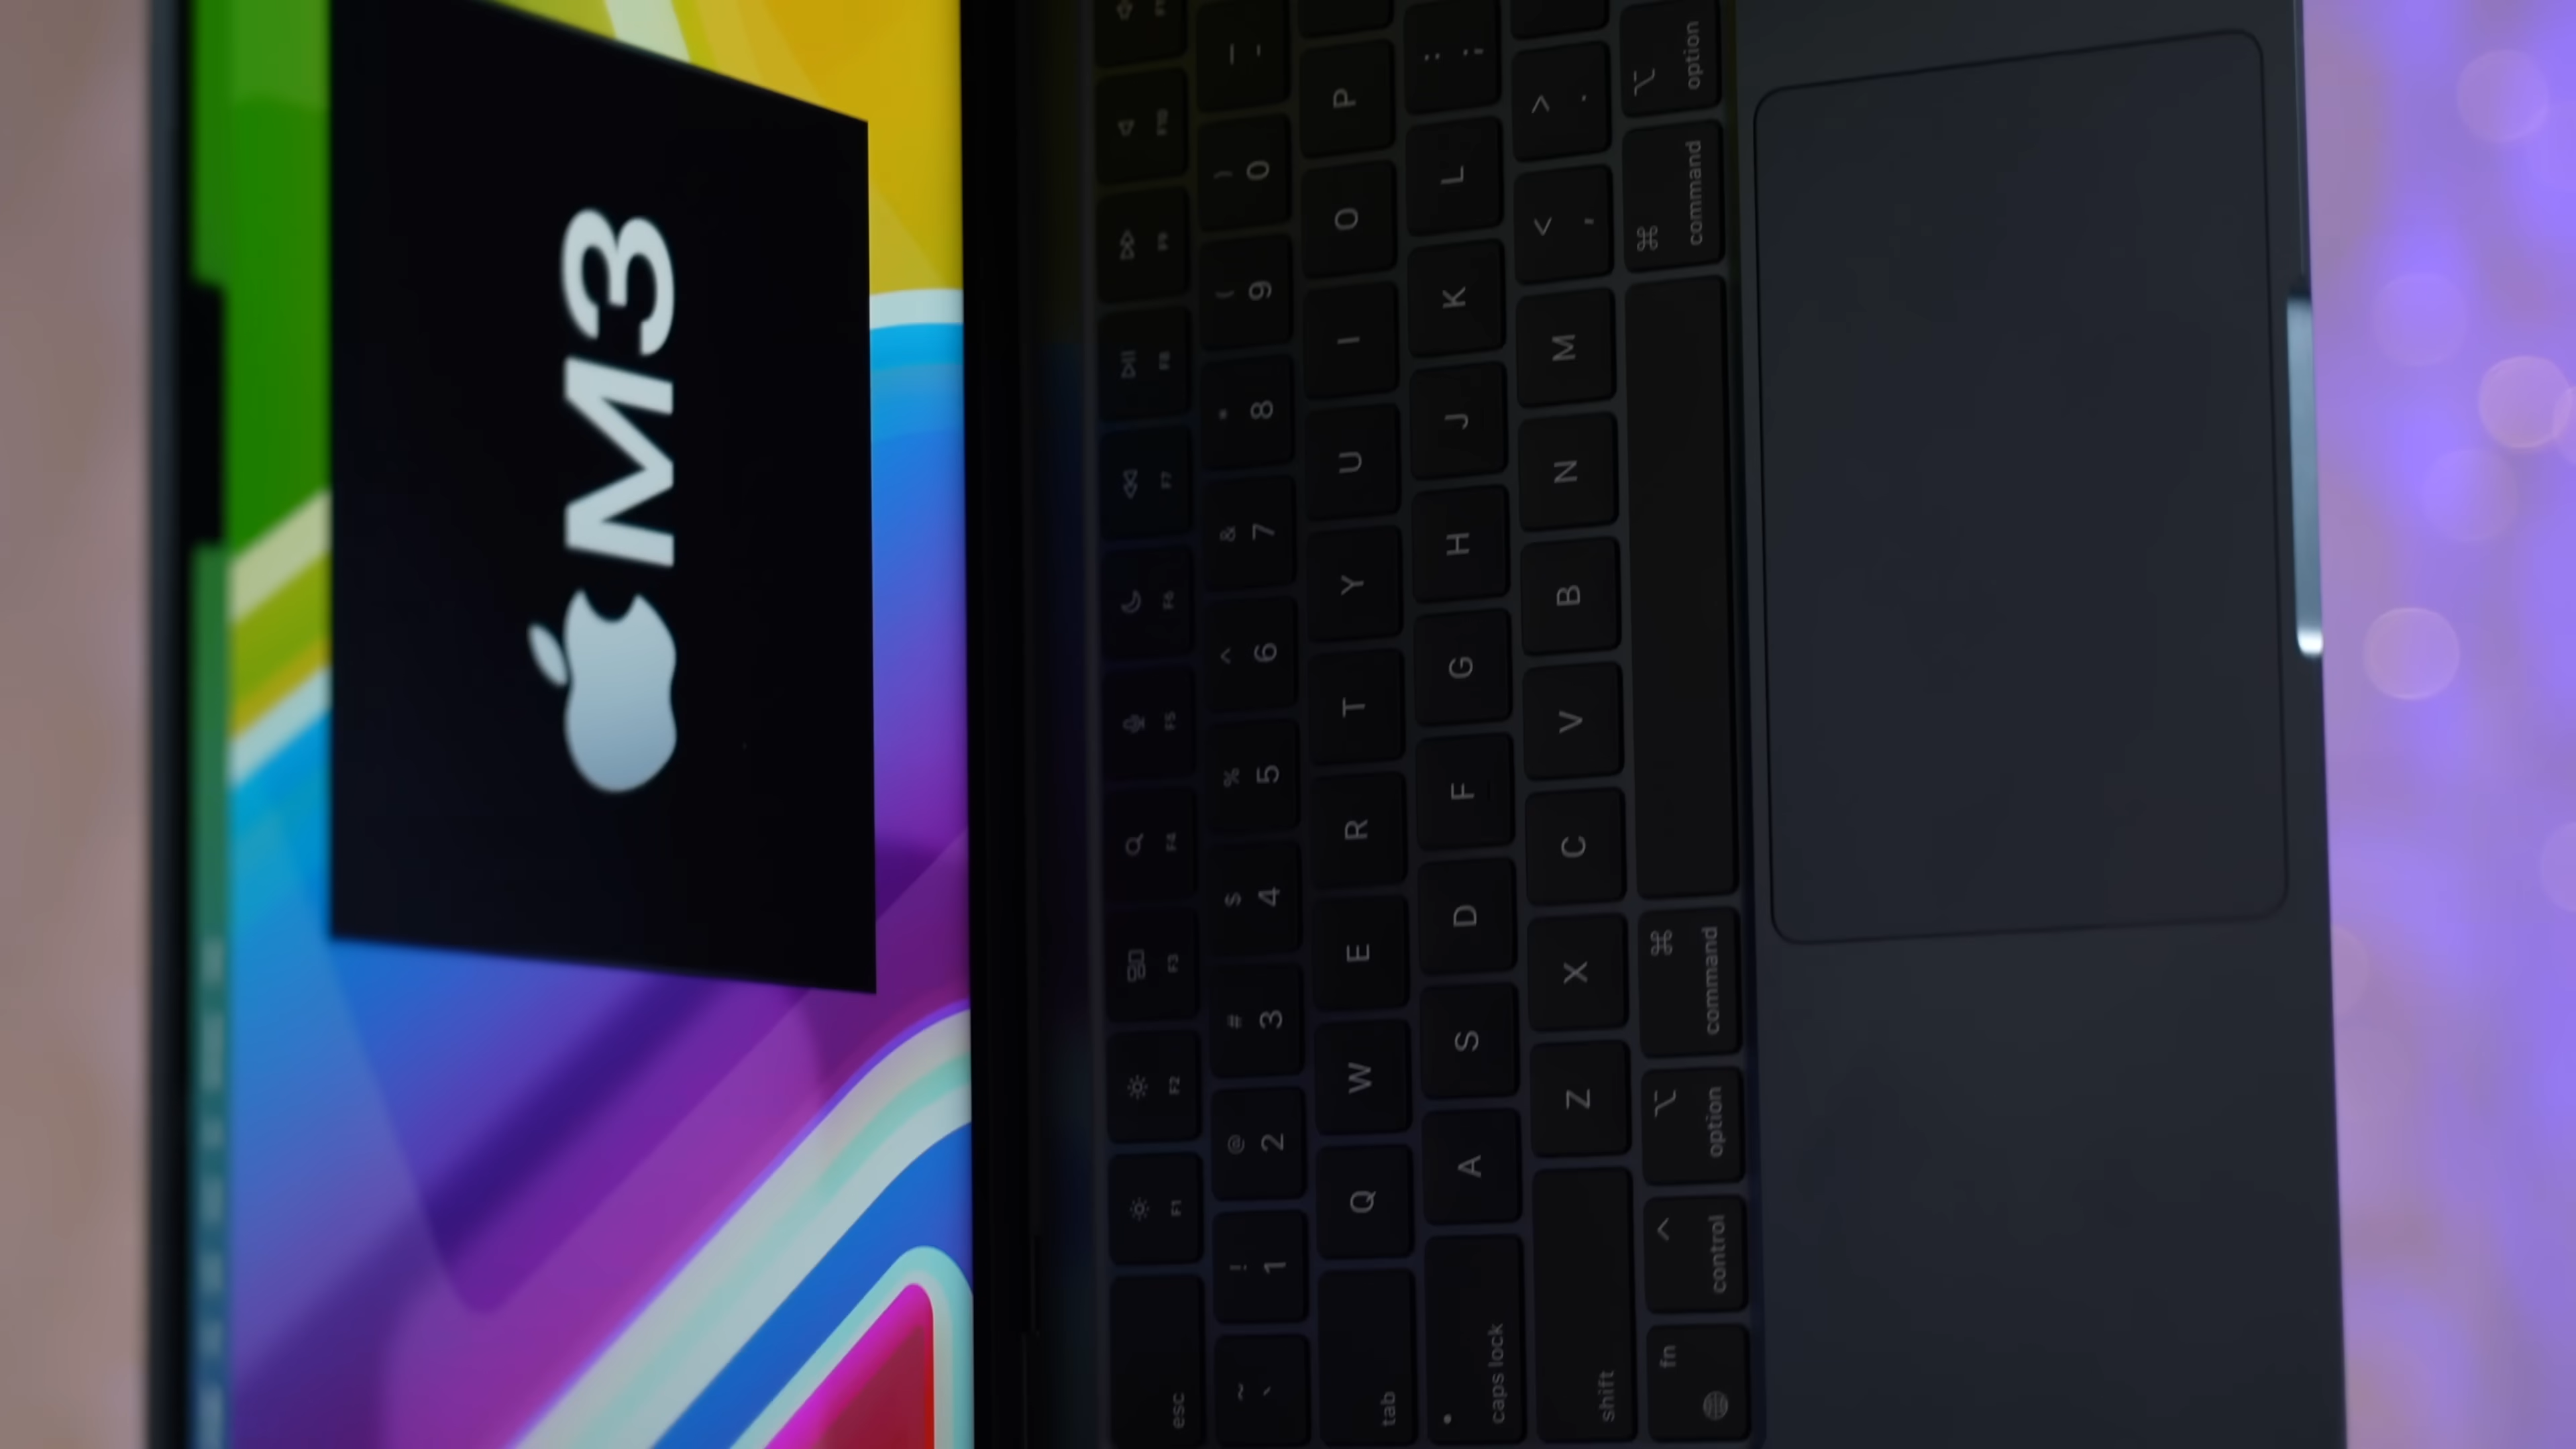 M3
F1 F2 F3 F4 F5 F6 F7 F8 F9 F10
esc
~ ! @ # $ % ^ & * ( ) —
` 1 2 3 4 5 6 7 8 9 0 -
tab Q W E R T Y U I O P
caps lock A S D F G H J K L : ;
shift Z X C V B N M < , > .
fn control option command command option